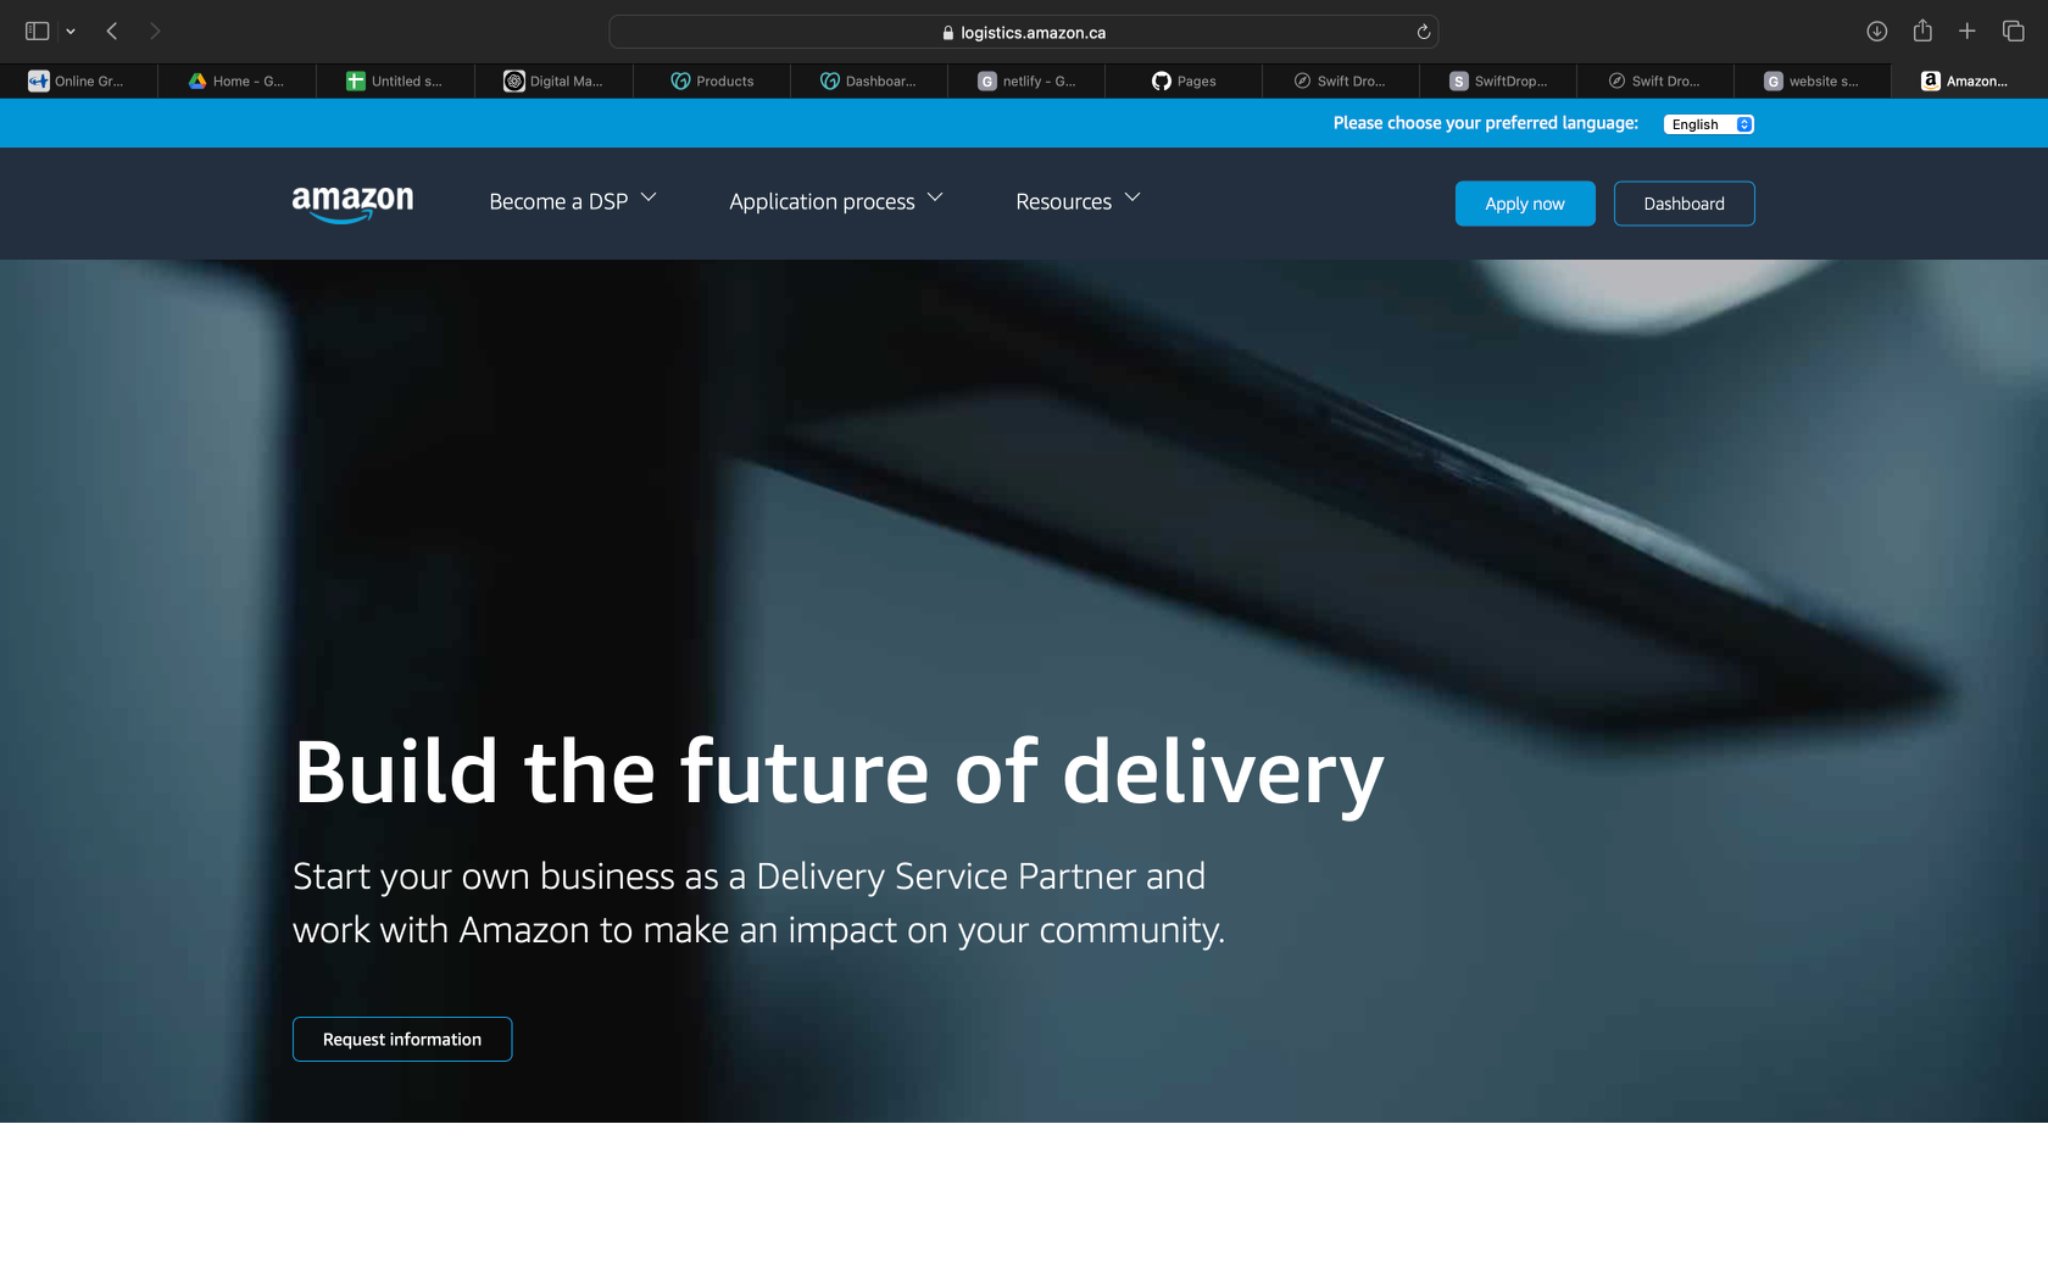 logistics.amazon.ca
Online Gr...
Home - G...
Untitled s...
Digital Ma...
Products
Dashboar...
G
netlify - G...
Pages
Swift Dro...
S
SwiftDrop...
Swift Dro...
G
website s...
a
Amazon...
Please choose your preferred language:
English
amazon
Become a DSP
Application process
Resources
Apply now
Dashboard
Build the future of delivery
Start your own business as a Delivery Service Partner and
work with Amazon to make an impact on your community.
Request information